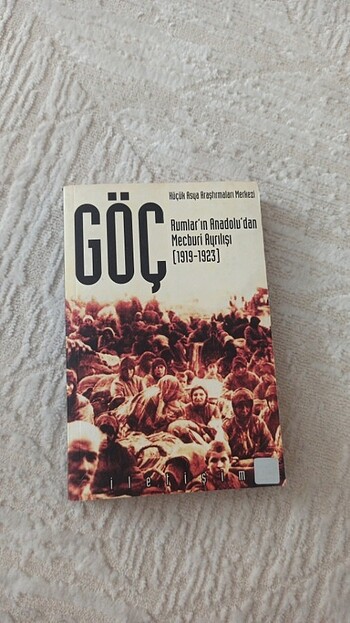 Küçük Asya Araştırmaları Merkezi
GÖÇ
Rumlar'ın Anadolu'dan
Mecburi Ayrılışı
(1919-1923)
iletişim